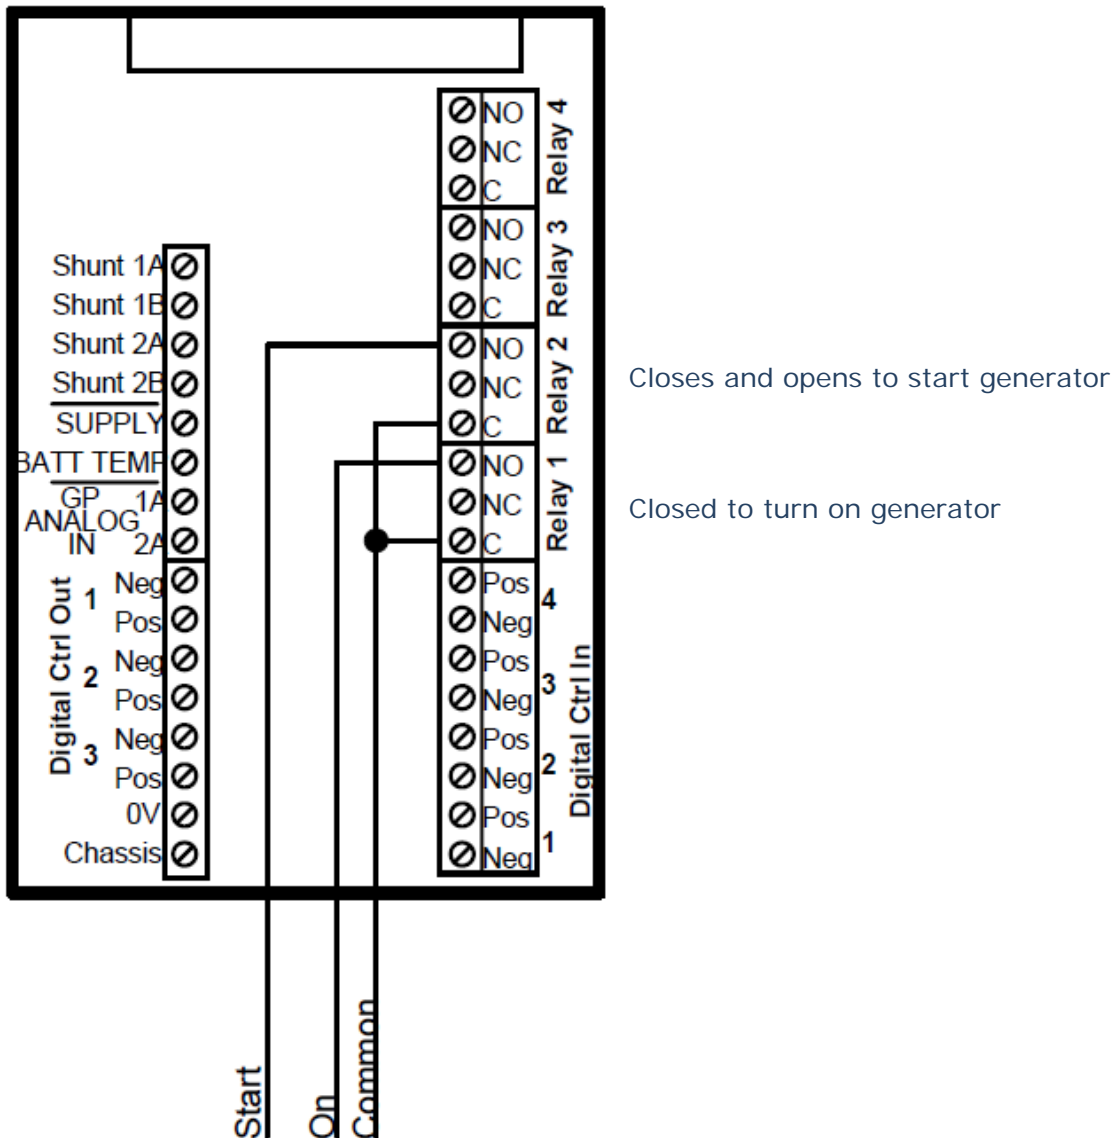 NO
NC
C
Relay 4
NO
NC
C
Relay 3
NO
NC
C
Relay 2
NO
NC
C
Relay 1
Pos
Neg
4
Pos
Neg
3
Pos
Neg
2
Pos
Neg
1
Digital Ctrl In
Shunt 1A
Shunt 1B
Shunt 2A
Shunt 2B
SUPPLY
BATT TEMP
GP 1A
ANALOG
IN 2A
Digital Ctrl Out
1
Neg
Pos
2
Neg
Pos
3
Neg
Pos
0V
Chassis
Closes and opens to start generator
Closed to turn on generator
Start
On
Common